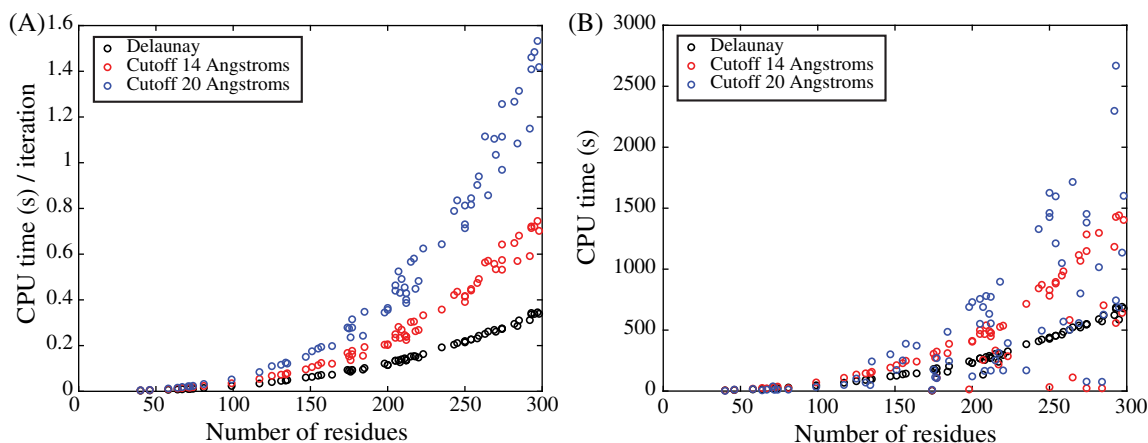 (A)
1.6
1.4
1.2
1
0.8
0.6
0.4
0.2
0
CPU time (s) / iteration
Delaunay
Cutoff 14 Angstroms
Cutoff 20 Angstroms
0 50 100 150 200 250 300
Number of residues
(B)
3000
2500
2000
1500
1000
500
0
CPU time (s)
Delaunay
Cutoff 14 Angstroms
Cutoff 20 Angstroms
0 50 100 150 200 250 300
Number of residues